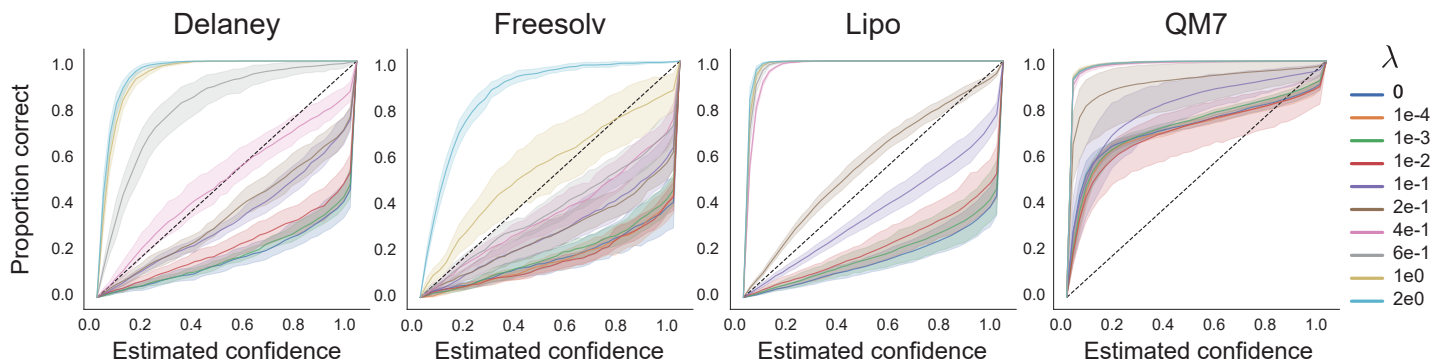 Delaney
Freesolv
Lipo
QM7
Proportion correct
1.0
0.8
0.6
0.4
0.2
0.0
0.0 0.2 0.4 0.6 0.8 1.0
Estimated confidence
1.0
0.8
0.6
0.4
0.2
0.0
0.0 0.2 0.4 0.6 0.8 1.0
Estimated confidence
1.0
0.8
0.6
0.4
0.2
0.0
0.0 0.2 0.4 0.6 0.8 1.0
Estimated confidence
1.0
0.8
0.6
0.4
0.2
0.0
0.0 0.2 0.4 0.6 0.8 1.0
Estimated confidence
λ
0
1e-4
1e-3
1e-2
1e-1
2e-1
4e-1
6e-1
1e0
2e0